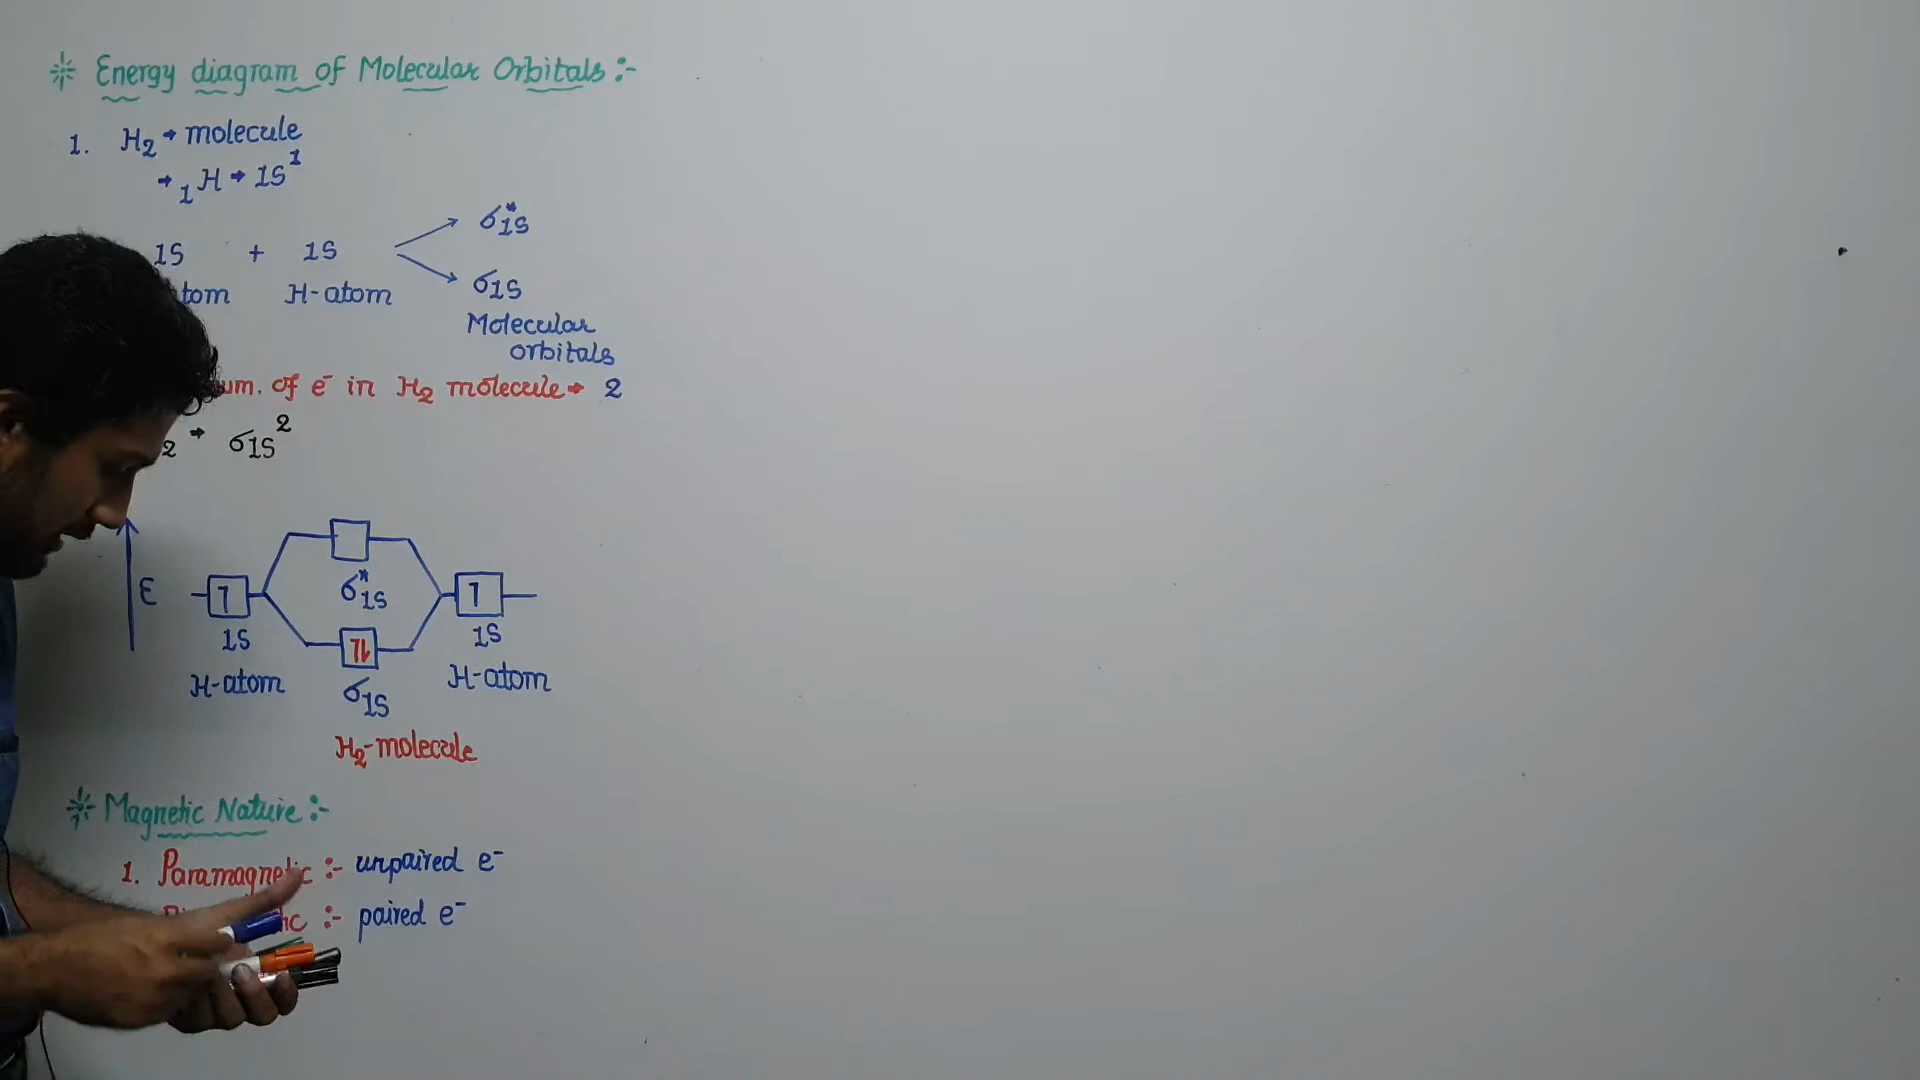 Energy diagram of Molecular Orbitals :-
1. H₂ → molecule
→ ₁H → 1S¹
σ*1s
1S + 1S
σ1s
tom H-atom
Molecular
orbitals
um. of e⁻ in H₂ molecule → 2
₂ → σ1s²
σ*1s
E
1S 1S
σ1s
H-atom H-atom
H₂-molecule
Magnetic Nature :-
1. Paramagnetic :- unpaired e⁻
:- paired e⁻